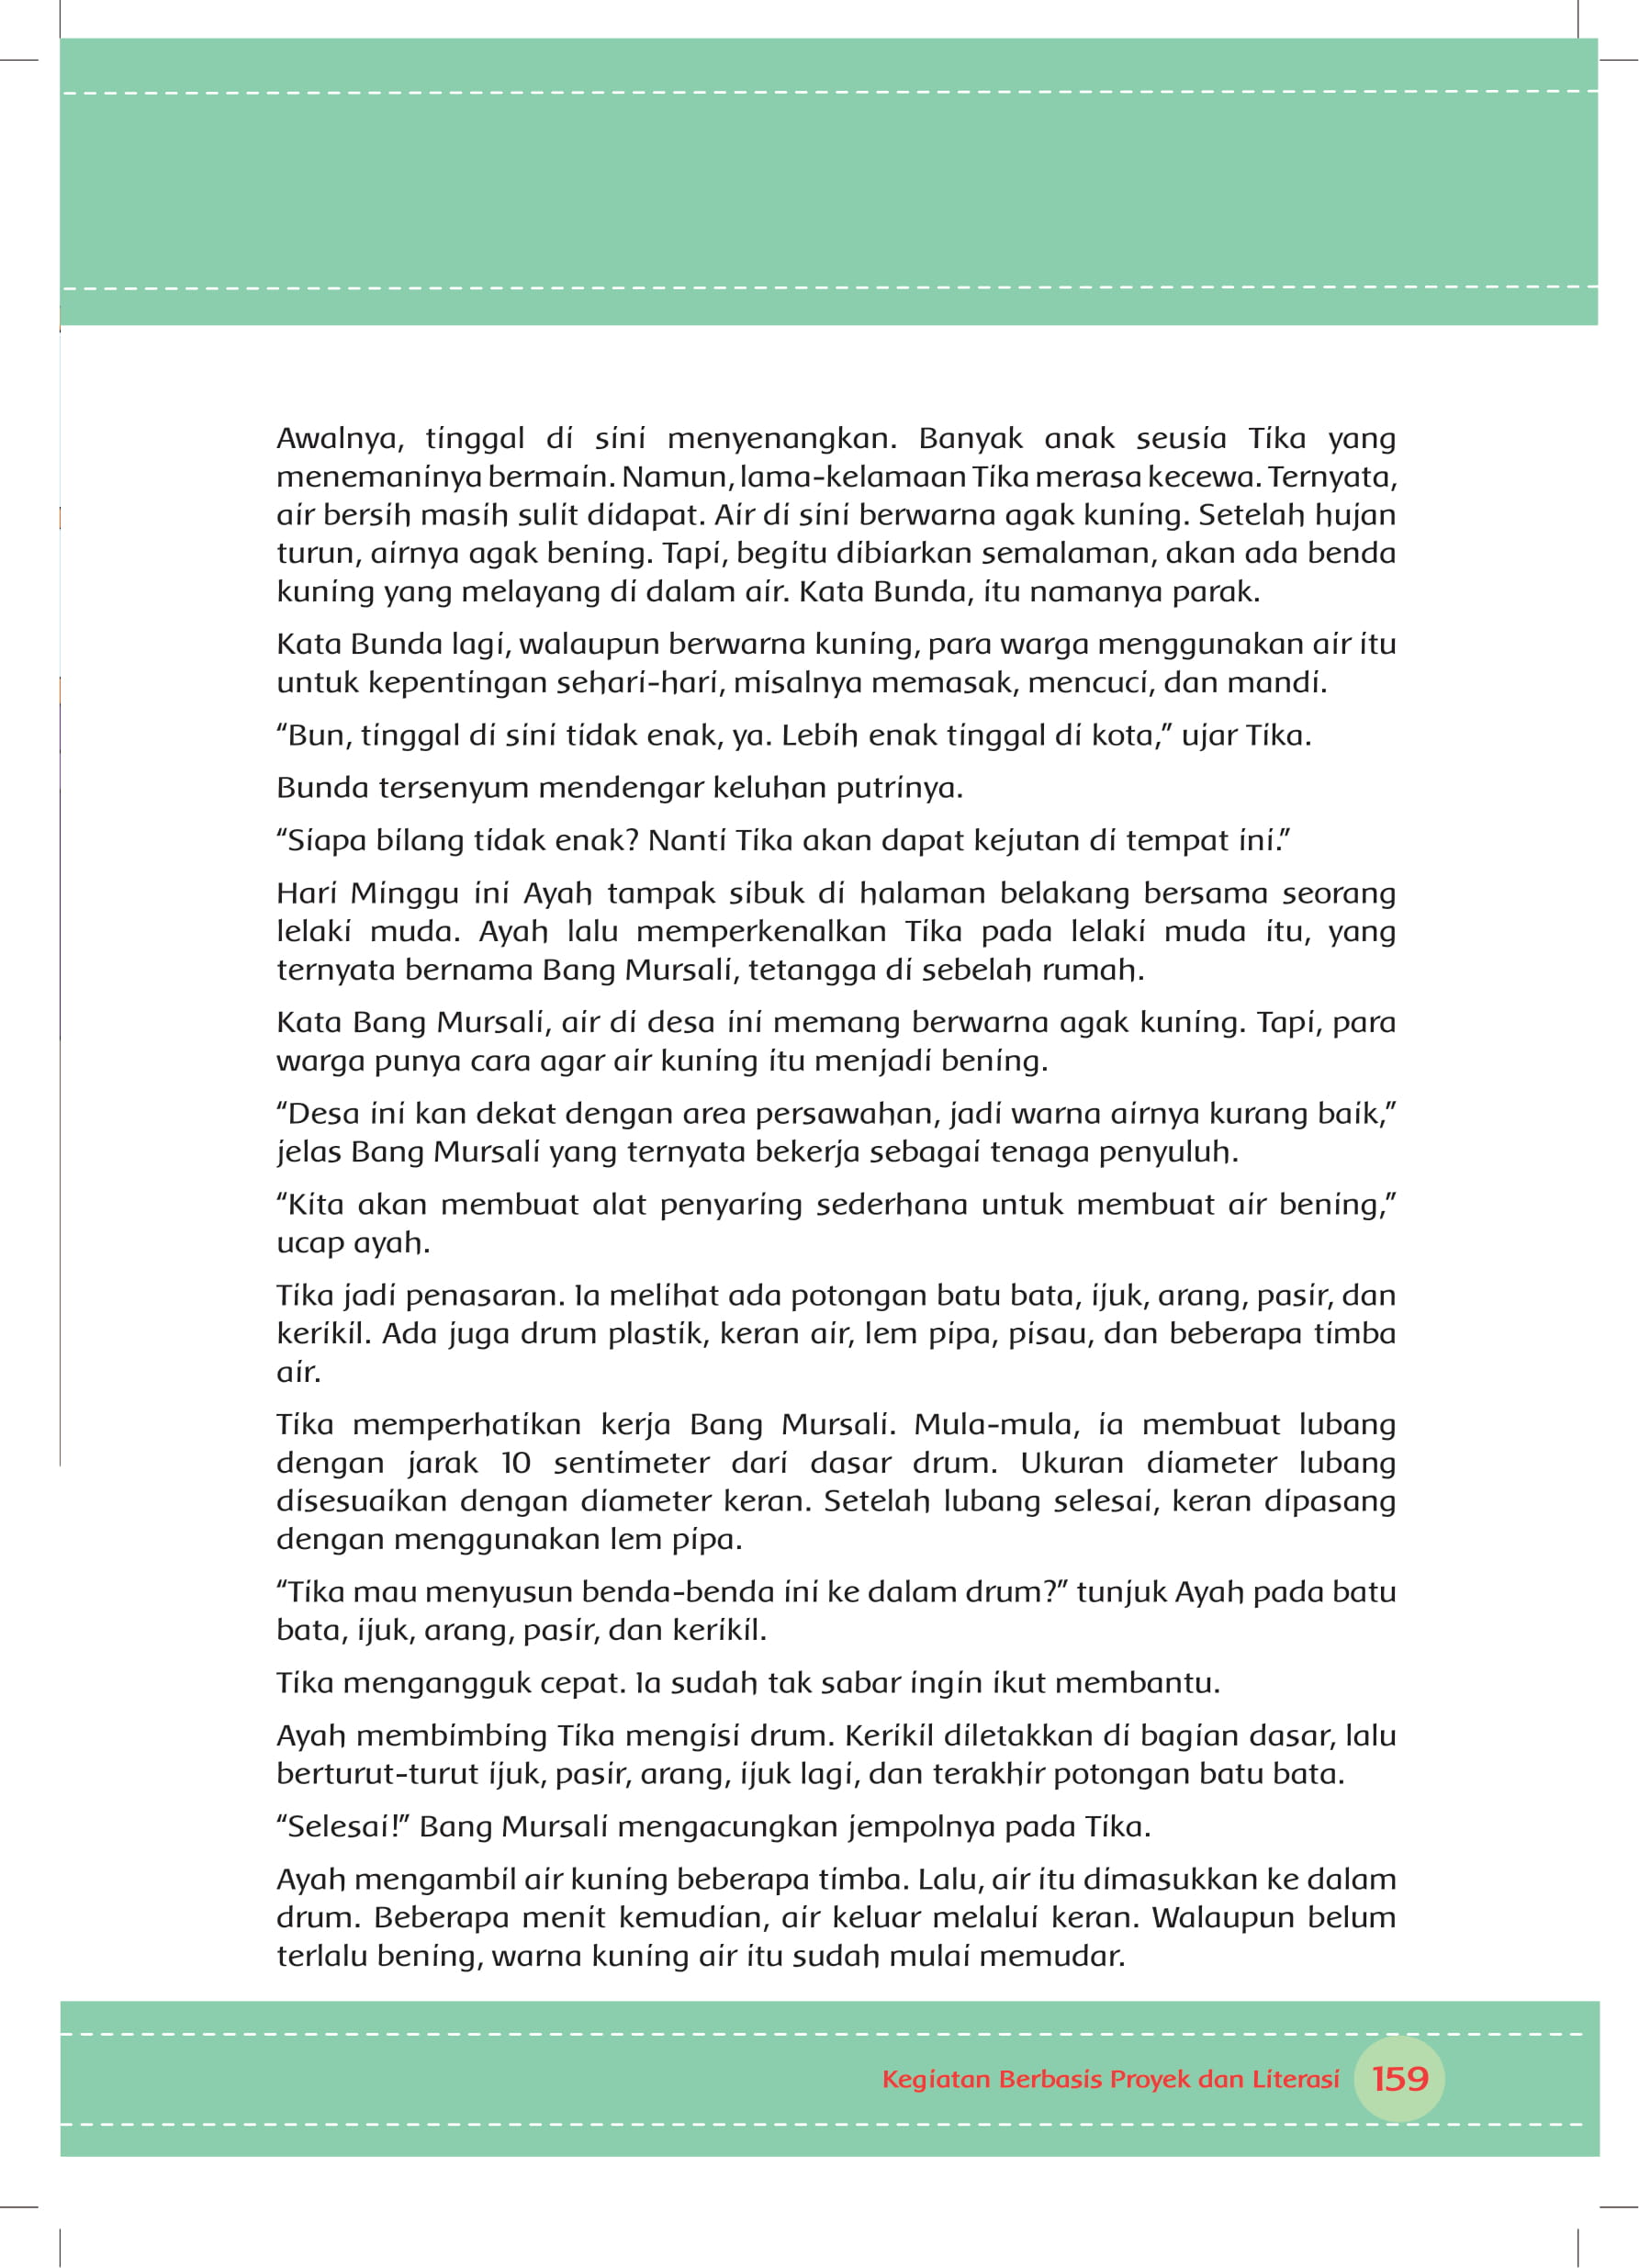 Awalnya, tinggal di sini menyenangkan. Banyak anak seusia Tika yang
menemaninya bermain. Namun, lama-kelamaan Tika merasa kecewa. Ternyata,
air bersih masih sulit didapat. Air di sini berwarna agak kuning. Setelah hujan
turun, airnya agak bening. Tapi, begitu dibiarkan semalaman, akan ada benda
kuning yang melayang di dalam air. Kata Bunda, itu namanya parak.
Kata Bunda lagi, walaupun berwarna kuning, para warga menggunakan air itu
untuk kepentingan sehari-hari, misalnya memasak, mencuci, dan mandi.
“Bun, tinggal di sini tidak enak, ya. Lebih enak tinggal di kota,” ujar Tika.
Bunda tersenyum mendengar keluhan putrinya.
“Siapa bilang tidak enak? Nanti Tika akan dapat kejutan di tempat ini.”
Hari Minggu ini Ayah tampak sibuk di halaman belakang bersama seorang
lelaki muda. Ayah lalu memperkenalkan Tika pada lelaki muda itu, yang
ternyata bernama Bang Mursali, tetangga di sebelah rumah.
Kata Bang Mursali, air di desa ini memang berwarna agak kuning. Tapi, para
warga punya cara agar air kuning itu menjadi bening.
“Desa ini kan dekat dengan area persawahan, jadi warna airnya kurang baik,”
jelas Bang Mursali yang ternyata bekerja sebagai tenaga penyuluh.
“Kita akan membuat alat penyaring sederhana untuk membuat air bening,”
ucap ayah.
Tika jadi penasaran. Ia melihat ada potongan batu bata, ijuk, arang, pasir, dan
kerikil. Ada juga drum plastik, keran air, lem pipa, pisau, dan beberapa timba
air.
Tika memperhatikan kerja Bang Mursali. Mula-mula, ia membuat lubang
dengan jarak 10 sentimeter dari dasar drum. Ukuran diameter lubang
disesuaikan dengan diameter keran. Setelah lubang selesai, keran dipasang
dengan menggunakan lem pipa.
“Tika mau menyusun benda-benda ini ke dalam drum?” tunjuk Ayah pada batu
bata, ijuk, arang, pasir, dan kerikil.
Tika mengangguk cepat. Ia sudah tak sabar ingin ikut membantu.
Ayah membimbing Tika mengisi drum. Kerikil diletakkan di bagian dasar, lalu
berturut-turut ijuk, pasir, arang, ijuk lagi, dan terakhir potongan batu bata.
“Selesai!” Bang Mursali mengacungkan jempolnya pada Tika.
Ayah mengambil air kuning beberapa timba. Lalu, air itu dimasukkan ke dalam
drum. Beberapa menit kemudian, air keluar melalui keran. Walaupun belum
terlalu bening, warna kuning air itu sudah mulai memudar.
Kegiatan Berbasis Proyek dan Literasi 159